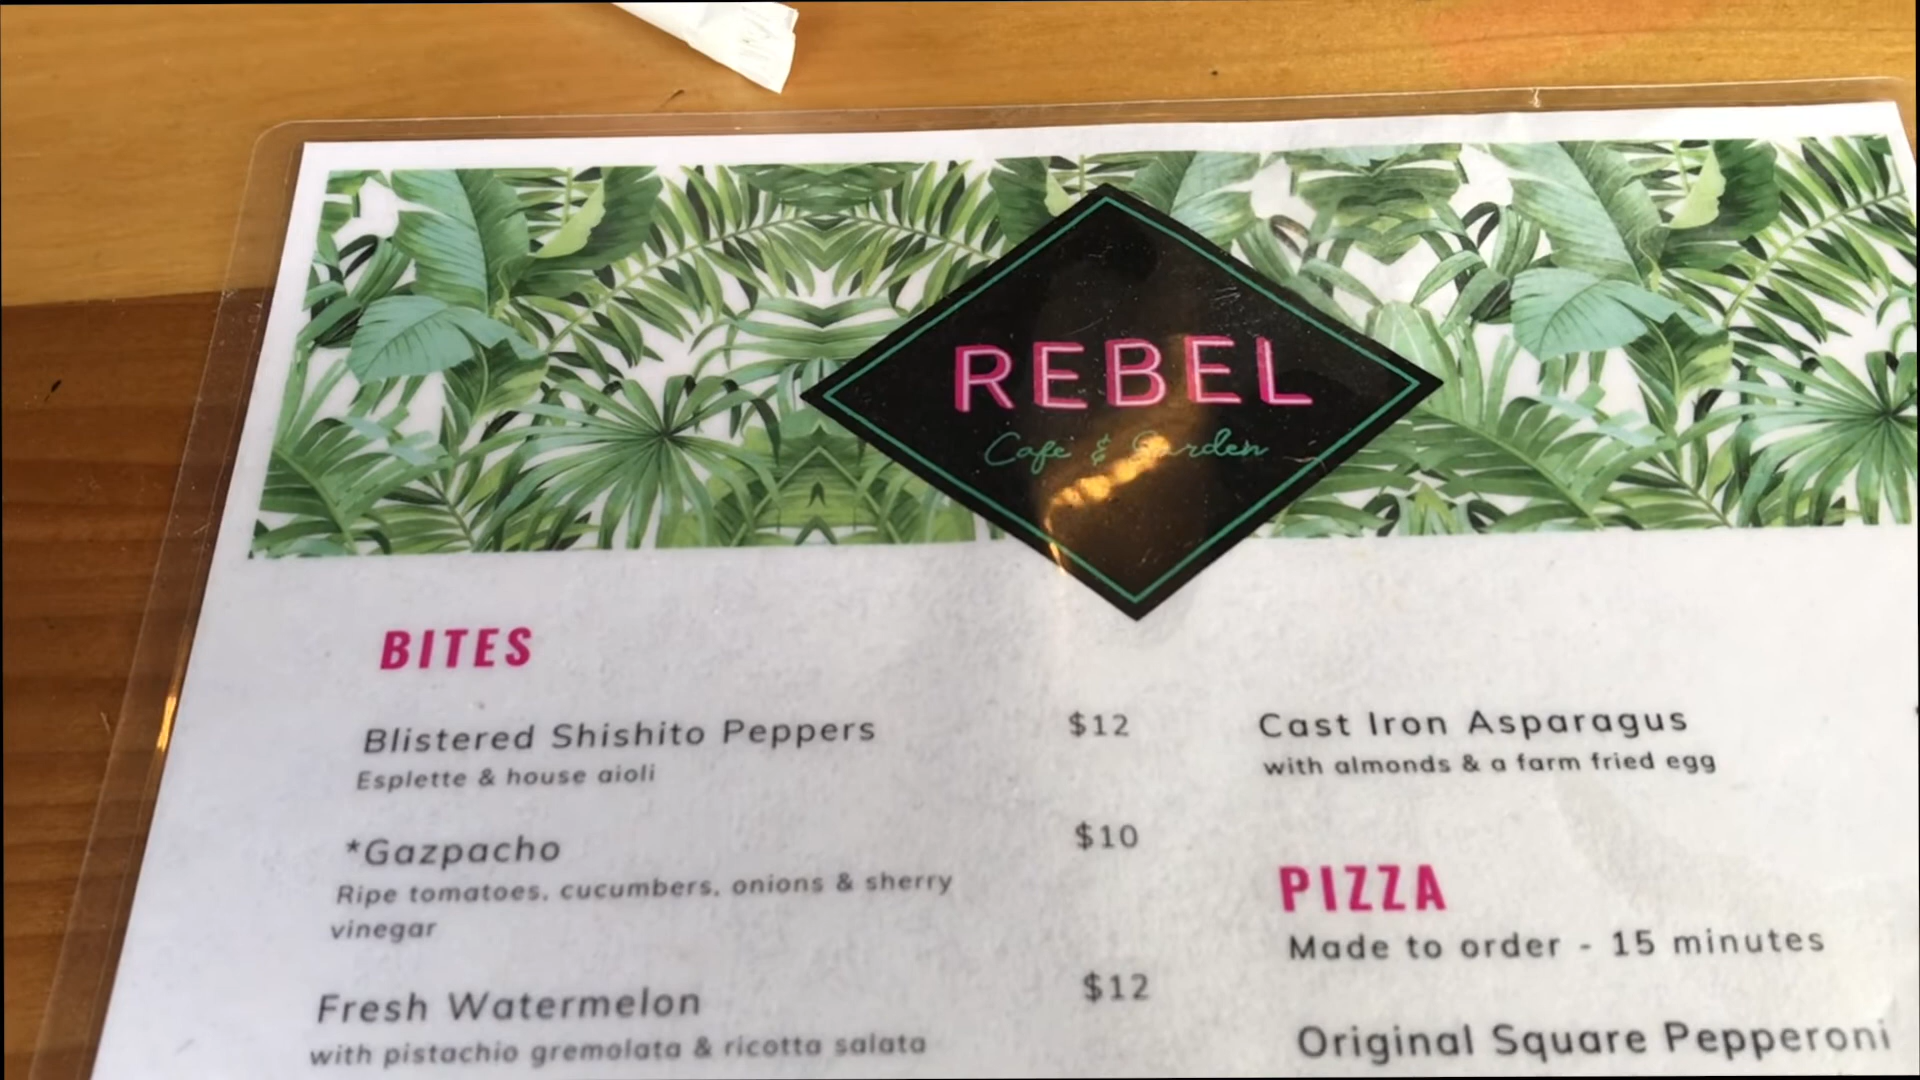 REBEL
Cafe & Garden
BITES
Blistered Shishito Peppers $12
Esplette & house aioli
*Gazpacho $10
Ripe tomatoes, cucumbers, onions & sherry
vinegar
Fresh Watermelon $12
with pistachio gremolata & ricotta salata
Cast Iron Asparagus
with almonds & a farm fried egg
PIZZA
Made to order - 15 minutes
Original Square Pepperoni